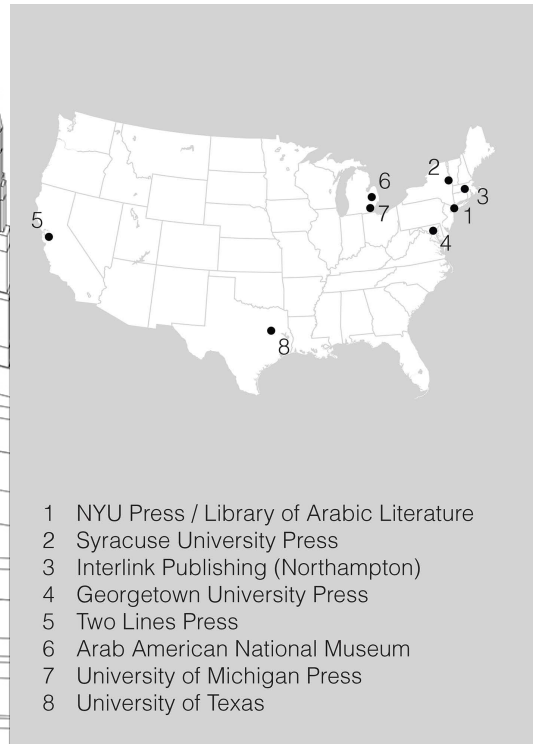 6
2
3
7
1
5
4
8
1 NYU Press / Library of Arabic Literature
2 Syracuse University Press
3 Interlink Publishing (Northampton)
4 Georgetown University Press
5 Two Lines Press
6 Arab American National Museum
7 University of Michigan Press
8 University of Texas